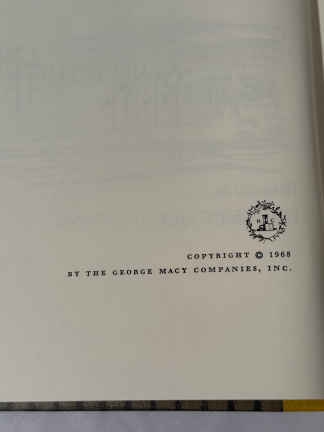 H C
COPYRIGHT © 1968
BY THE GEORGE MACY COMPANIES, INC.